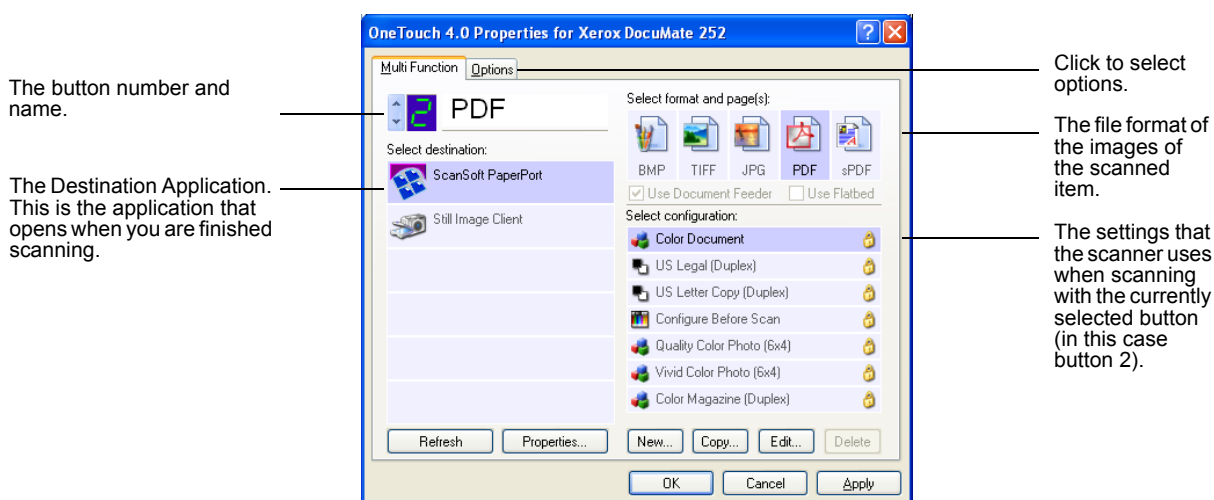 The button number and
name.
The Destination Application.
This is the application that
opens when you are finished
scanning.
OneTouch 4.0 Properties for Xerox DocuMate 252
Multi Function
Options
2
PDF
Select destination:
ScanSoft PaperPort
Still Image Client
Refresh
Properties...
Select format and page(s):
BMP
TIFF
JPG
PDF
sPDF
Use Document Feeder
Use Flatbed
Select configuration:
Color Document
US Legal (Duplex)
US Letter Copy (Duplex)
Configure Before Scan
Quality Color Photo (6x4)
Vivid Color Photo (6x4)
Color Magazine (Duplex)
New...
Copy...
Edit...
Delete
OK
Cancel
Apply
Click to select
options.
The file format of
the images of
the scanned
item.
The settings that
the scanner uses
when scanning
with the currently
selected button
(in this case
button 2).